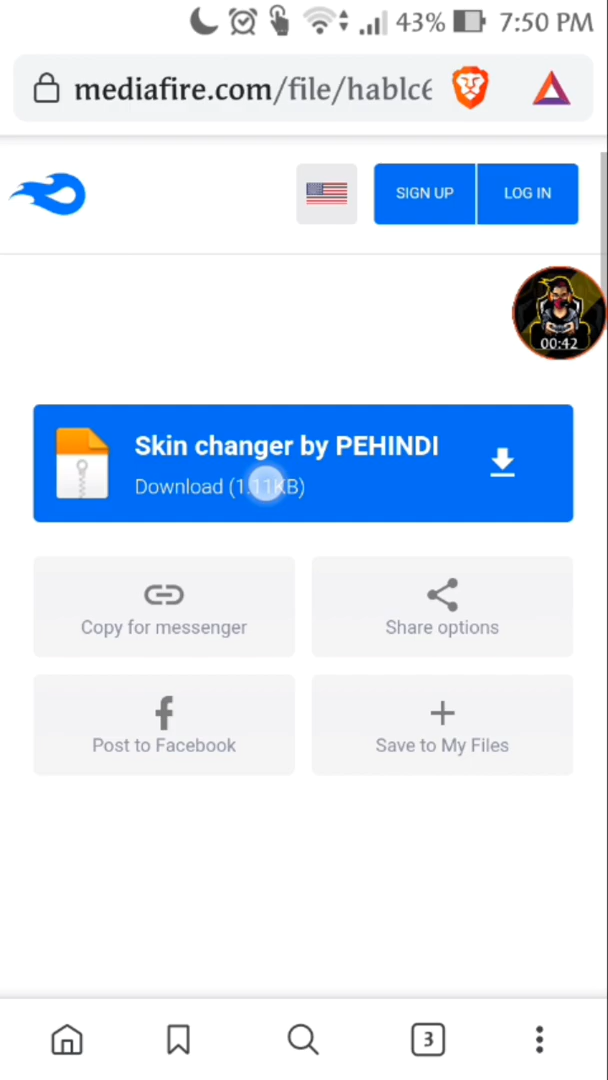 43% 7:50 PM
mediafire.com/file/hablc6
SIGN UP LOG IN
00:42
Skin changer by PEHINDI
Download (1.11KB)
Copy for messenger
Share options
Post to Facebook
Save to My Files
3